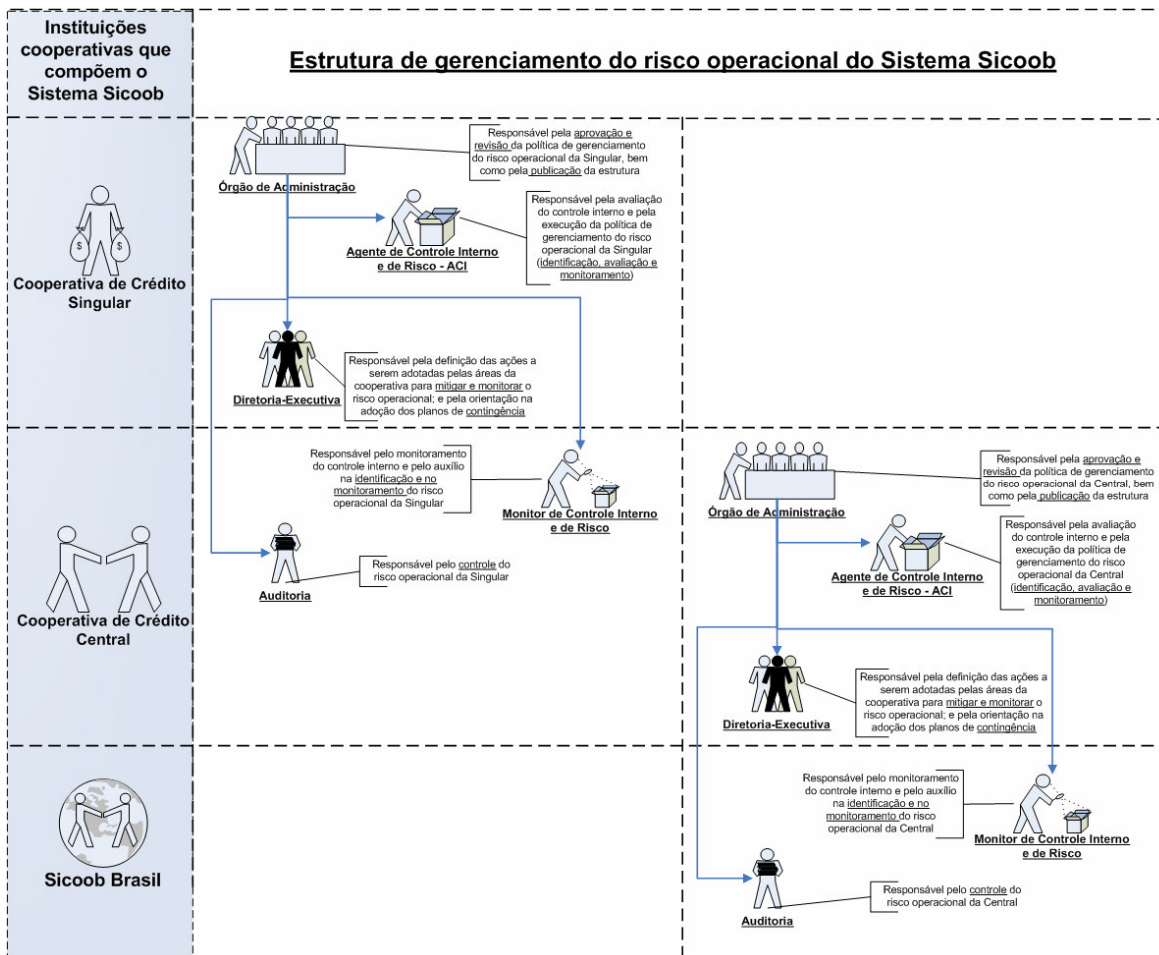 Instituições
cooperativas que
compõem o
Sistema Sicoob
Estrutura de gerenciamento do risco operacional do Sistema Sicoob
Cooperativa de Crédito
Singular
Órgão de Administração
Responsável pela aprovação e
revisão da política de gerenciamento
do risco operacional da Singular, bem
como pela publicação da estrutura
$
$
Agente de Controle Interno
e de Risco - ACI
Responsável pela avaliação
do controle interno e pela
execução da política de
gerenciamento do risco
operacional da Singular
(identificação, avaliação e
monitoramento)
Diretoria-Executiva
Responsável pela definição das ações a
serem adotadas pelas áreas da
cooperativa para mitigar e monitorar o
risco operacional; e pela orientação na
adoção dos planos de contingência
Cooperativa de Crédito
Central
Responsável pelo monitoramento
do controle interno e pelo auxílio
na identificação e no
monitoramento do risco
operacional da Singular
Monitor de Controle Interno
e de Risco
Auditoria
Responsável pelo controle do
risco operacional da Singular
Órgão de Administração
Responsável pela aprovação e
revisão da política de gerenciamento
do risco operacional da Central, bem
como pela publicação da estrutura
Agente de Controle Interno
e de Risco - ACI
Responsável pela avaliação
do controle interno e pela
execução da política de
gerenciamento do risco
operacional da Central
(identificação, avaliação e
monitoramento)
Diretoria-Executiva
Responsável pela definição das ações a
serem adotadas pelas áreas da
cooperativa para mitigar e monitorar o
risco operacional; e pela orientação na
adoção dos planos de contingência
Sicoob Brasil
Responsável pelo monitoramento
do controle interno e pelo auxílio
na identificação e no
monitoramento do risco
operacional da Central
Monitor de Controle Interno
e de Risco
Auditoria
Responsável pelo controle do
risco operacional da Central